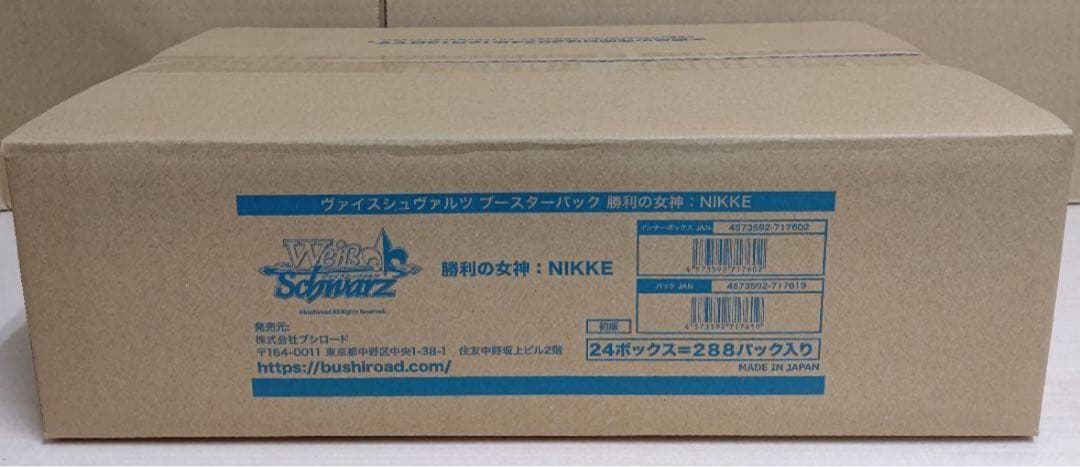 ヴァイスシュヴァルツ ブースターパック 勝利の女神：NIKKE
Weiß
Schwarz
©bushiroad All Rights Reserved.
勝利の女神：NIKKE
インナーボックス JAN 4573592-717602
4 573592 717602
パック JAN 4573592-717619
4 573592 717619
発売元:
株式会社ブシロード
〒164-0011 東京都中野区中央1-38-1 住友中野坂上ビル2階
https://bushiroad.com/
初版
24ボックス=288パック入り
MADE IN JAPAN